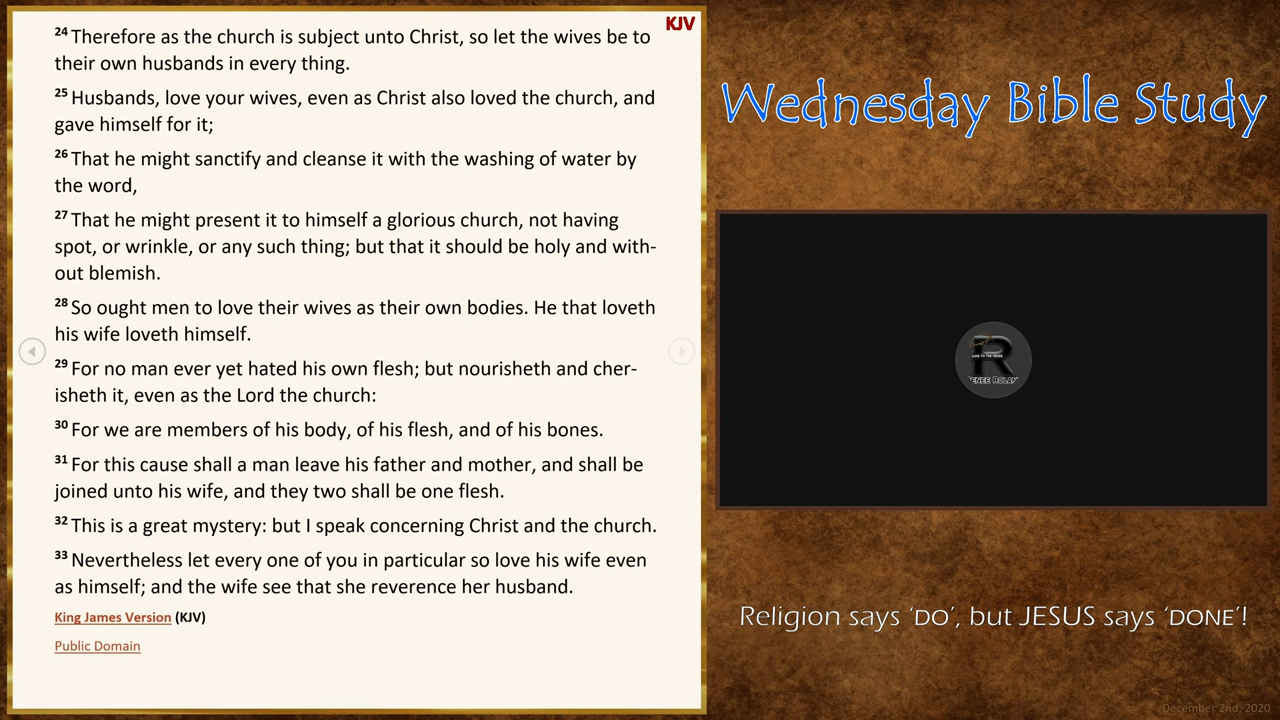 KJV
24 Therefore as the church is subject unto Christ, so let the wives be to
their own husbands in every thing.
25 Husbands, love your wives, even as Christ also loved the church, and
gave himself for it;
26 That he might sanctify and cleanse it with the washing of water by
the word,
27 That he might present it to himself a glorious church, not having
spot, or wrinkle, or any such thing; but that it should be holy and with-
out blemish.
28 So ought men to love their wives as their own bodies. He that loveth
his wife loveth himself.
29 For no man ever yet hated his own flesh; but nourisheth and cher-
isheth it, even as the Lord the church:
30 For we are members of his body, of his flesh, and of his bones.
31 For this cause shall a man leave his father and mother, and shall be
joined unto his wife, and they two shall be one flesh.
32 This is a great mystery: but I speak concerning Christ and the church.
33 Nevertheless let every one of you in particular so love his wife even
as himself; and the wife see that she reverence her husband.
King James Version (KJV)
Public Domain
Wednesday Bible Study
R
Religion says ‘DO’, but JESUS says ‘DONE’!
December 2nd, 2020